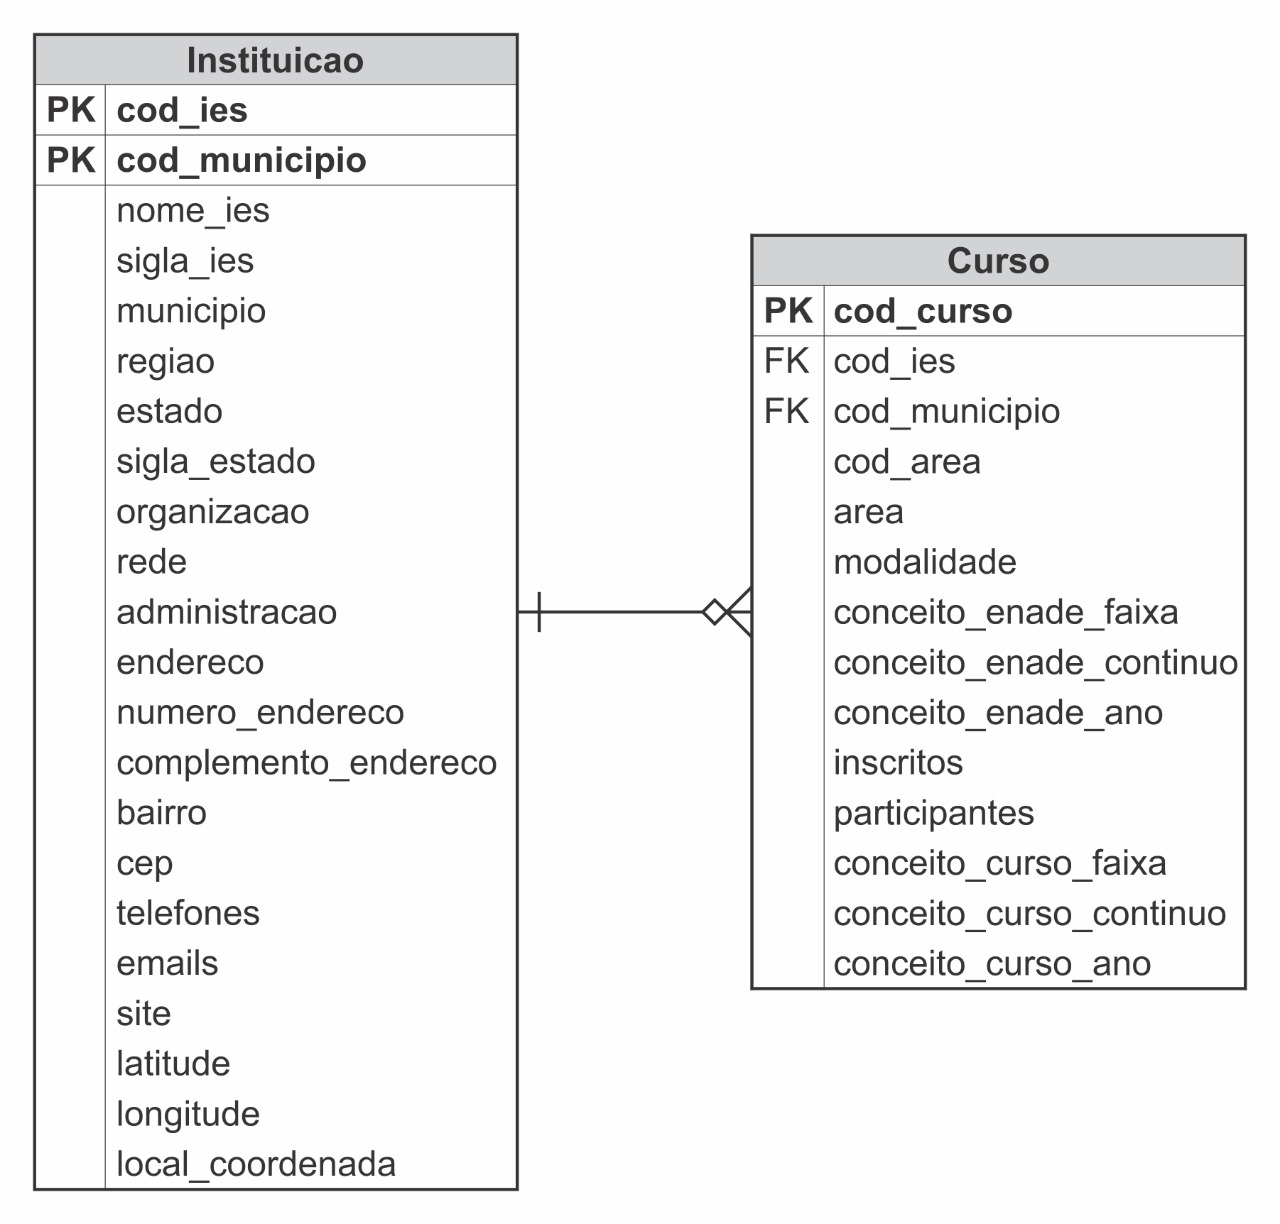 Instituicao
PK cod_ies
PK cod_municipio
nome_ies
sigla_ies
municipio
regiao
estado
sigla_estado
organizacao
rede
administracao
endereco
numero_endereco
complemento_endereco
bairro
cep
telefones
emails
site
latitude
longitude
local_coordenada
Curso
PK cod_curso
FK cod_ies
FK cod_municipio
cod_area
area
modalidade
conceito_enade_faixa
conceito_enade_continuo
conceito_enade_ano
inscritos
participantes
conceito_curso_faixa
conceito_curso_continuo
conceito_curso_ano